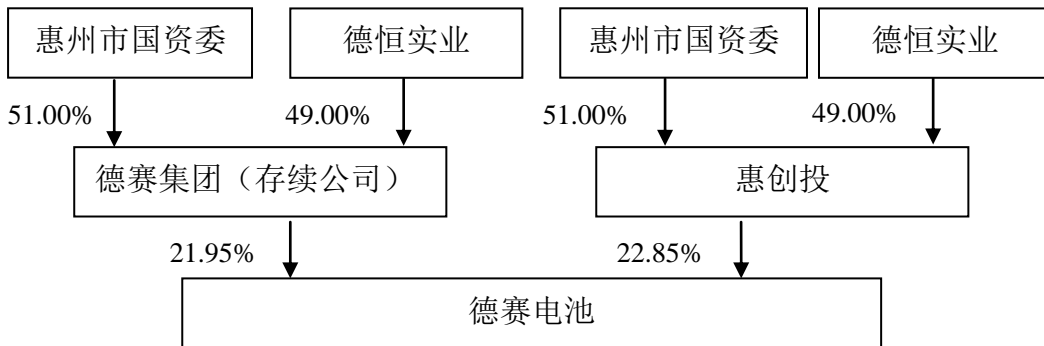 惠州市国资委 德恒实业 惠州市国资委 德恒实业
51.00% 49.00% 51.00% 49.00%
德赛集团（存续公司） 惠创投
21.95% 22.85%
德赛电池